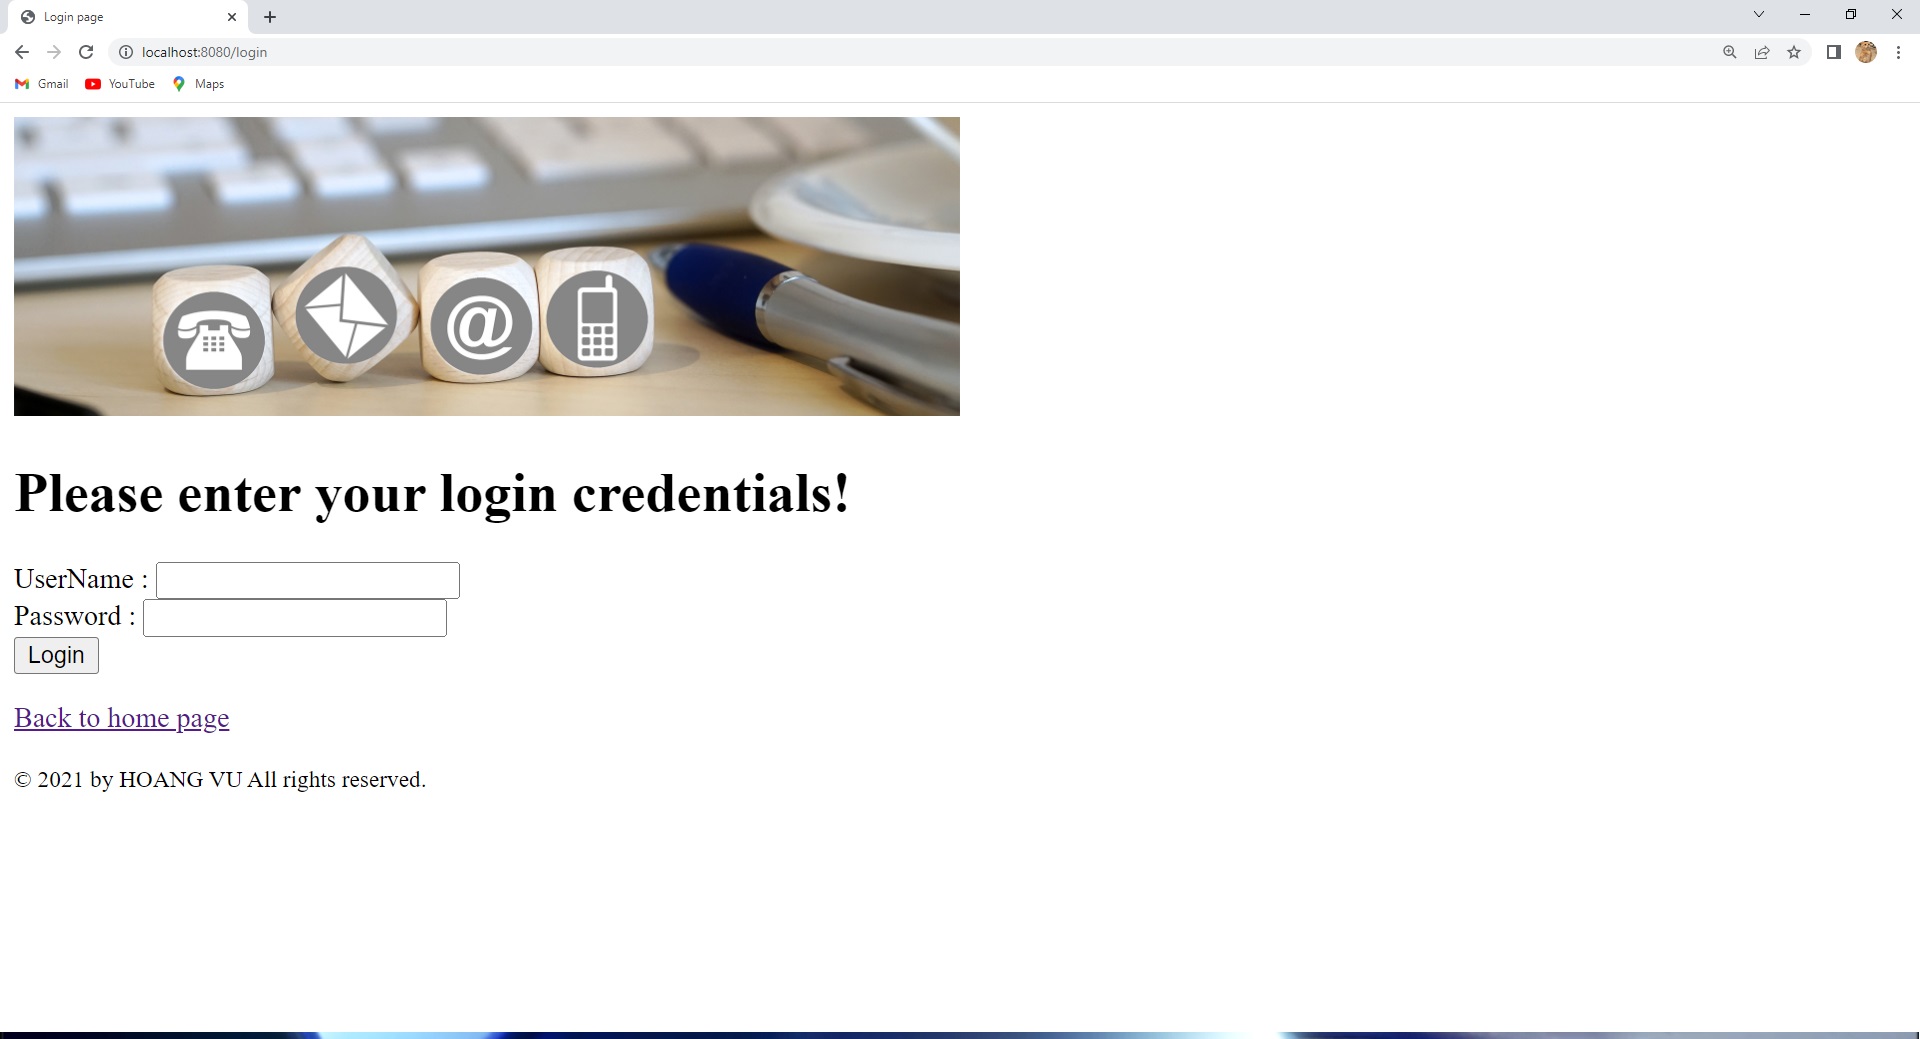 Login page
localhost:8080/login
Gmail YouTube Maps
@
Please enter your login credentials!
UserName :
Password :
Login
Back to home page
© 2021 by HOANG VU All rights reserved.